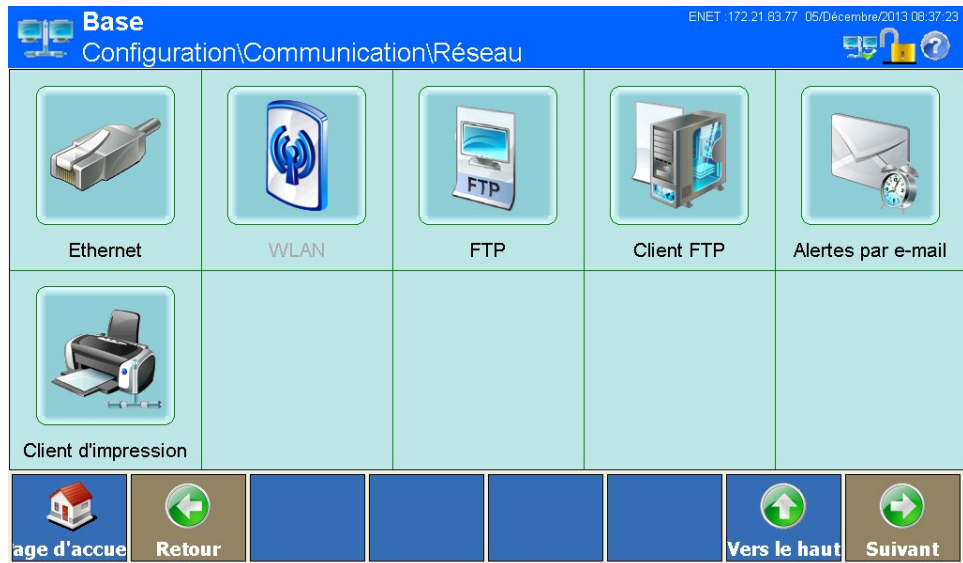 Base
ENET :172.21.83.77 05/Décembre/2013 08:37:23
Configuration\Communication\Réseau
Ethernet
WLAN
FTP
FTP
Client FTP
Alertes par e-mail
Client d'impression
age d'accue
Retour
Vers le haut
Suivant